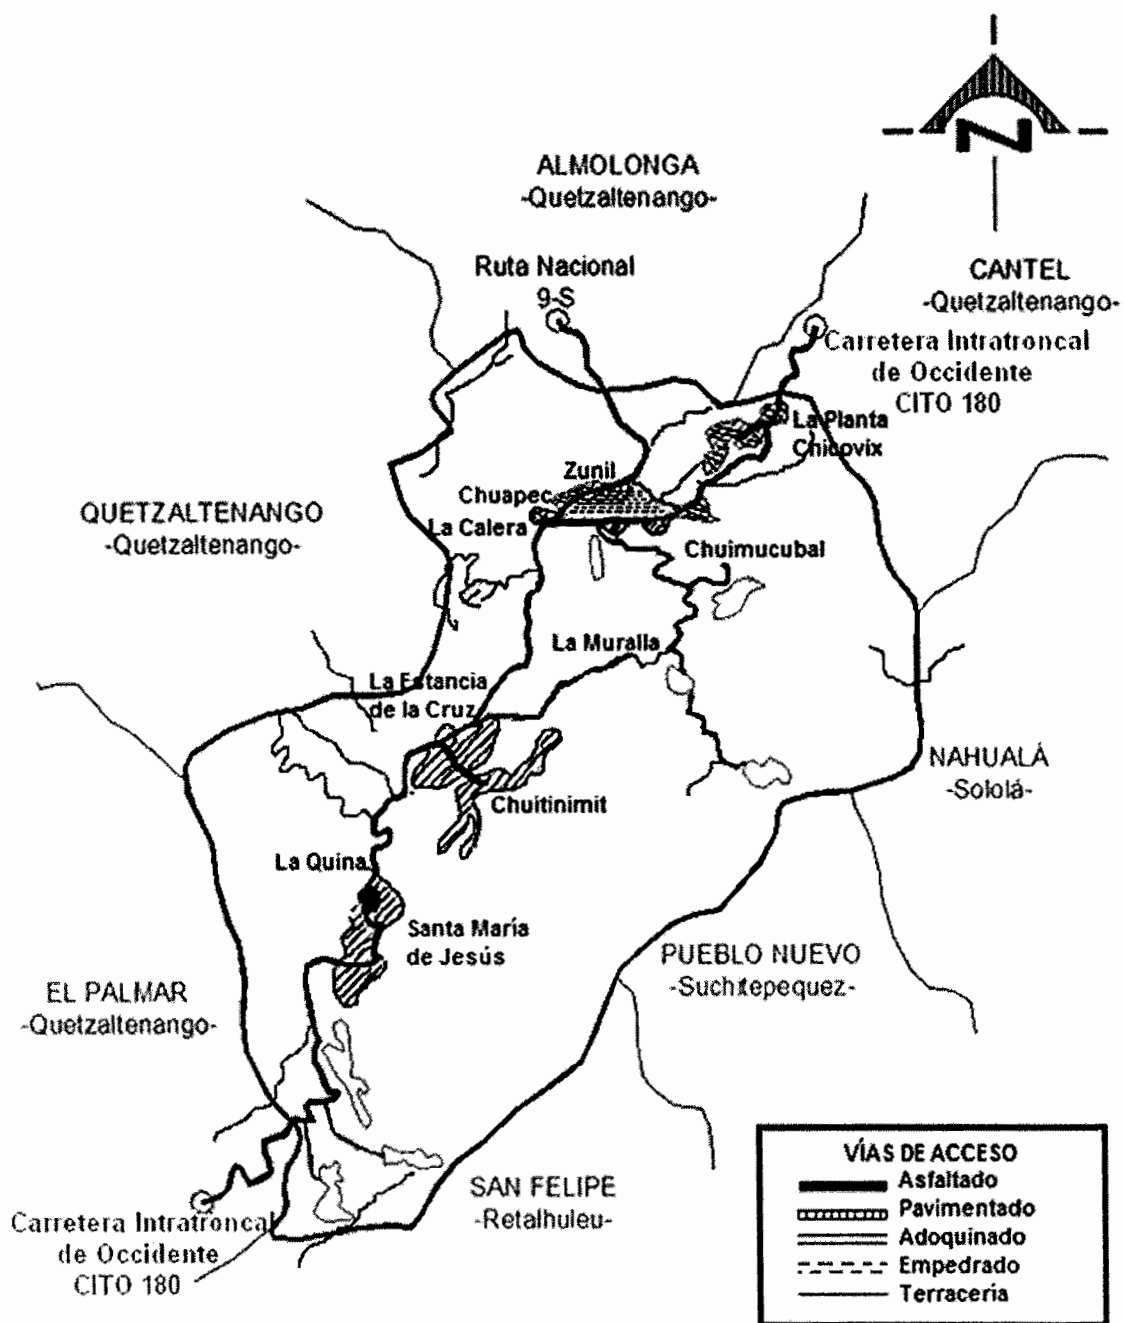 N
ALMOLONGA
-Quetzaltenango-
Ruta Nacional
9-S
CANTEL
-Quetzaltenango-
Carretera Intratroncal
de Occidente
CITO 180
La Planta
Chicovix
Zunil
Chuapec
La Calera
QUETZALTENANGO
-Quetzaltenango-
Chuimucubal
La Muralla
La Estancia
de la Cruz
NAHUALÁ
-Sololá-
Chuitinimit
La Quina
Santa María
de Jesús
PUEBLO NUEVO
-Suchitepequez-
EL PALMAR
-Quetzaltenango-
SAN FELIPE
-Retalhuleu-
Carretera Intratroncal
de Occidente
CITO 180
VÍAS DE ACCESO
Asfaltado
Pavimentado
Adoquinado
Empedrado
Terracería